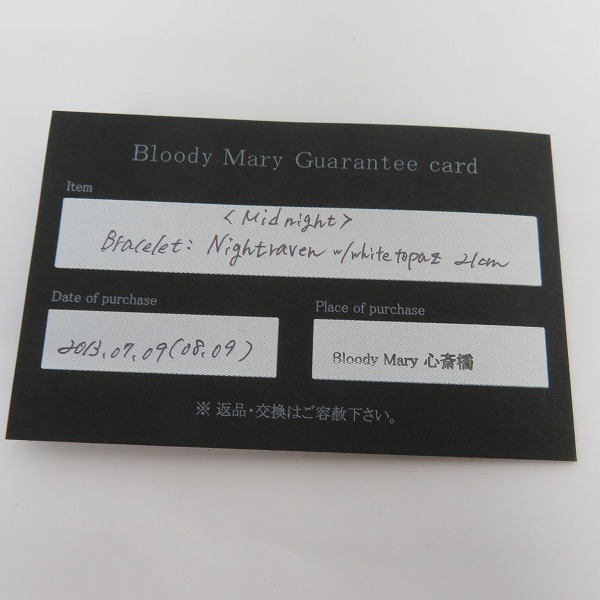 Bloody Mary Guarantee card
Item
<Midnight>
Bracelet: Nightraven w/white topaz 21cm
Date of purchase
2013.07.09(08.09)
Place of purchase
Bloody Mary 心斎橋
※ 返品・交換はご容赦下さい。